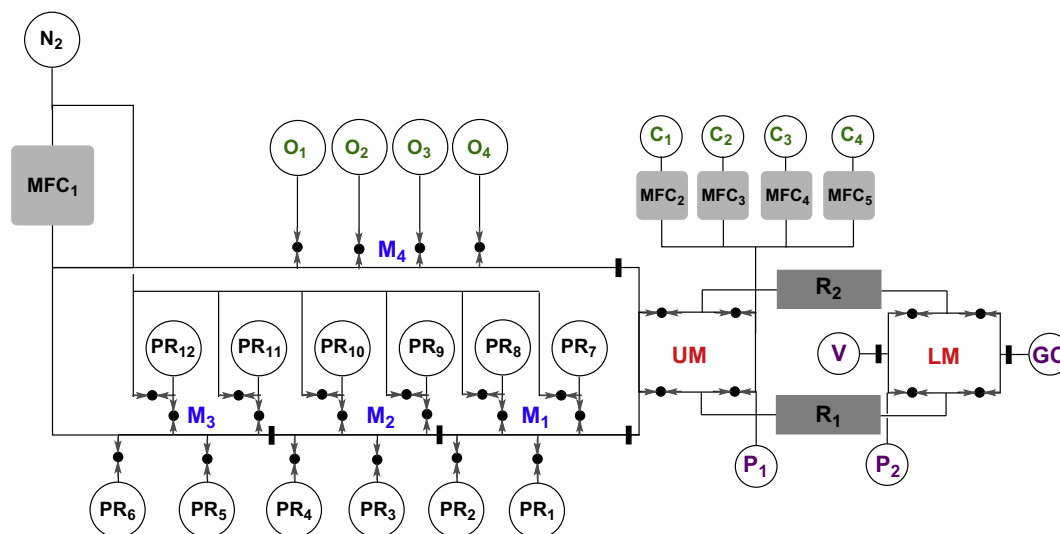 N₂
MFC₁
O₁ O₂ O₃ O₄
C₁ C₂ C₃ C₄
MFC₂ MFC₃ MFC₄ MFC₅
M₄
R₂
PR₁₂ PR₁₁ PR₁₀ PR₉ PR₈ PR₇
UM V LM GC
M₃ M₂ M₁
R₁
P₁ P₂
PR₆ PR₅ PR₄ PR₃ PR₂ PR₁